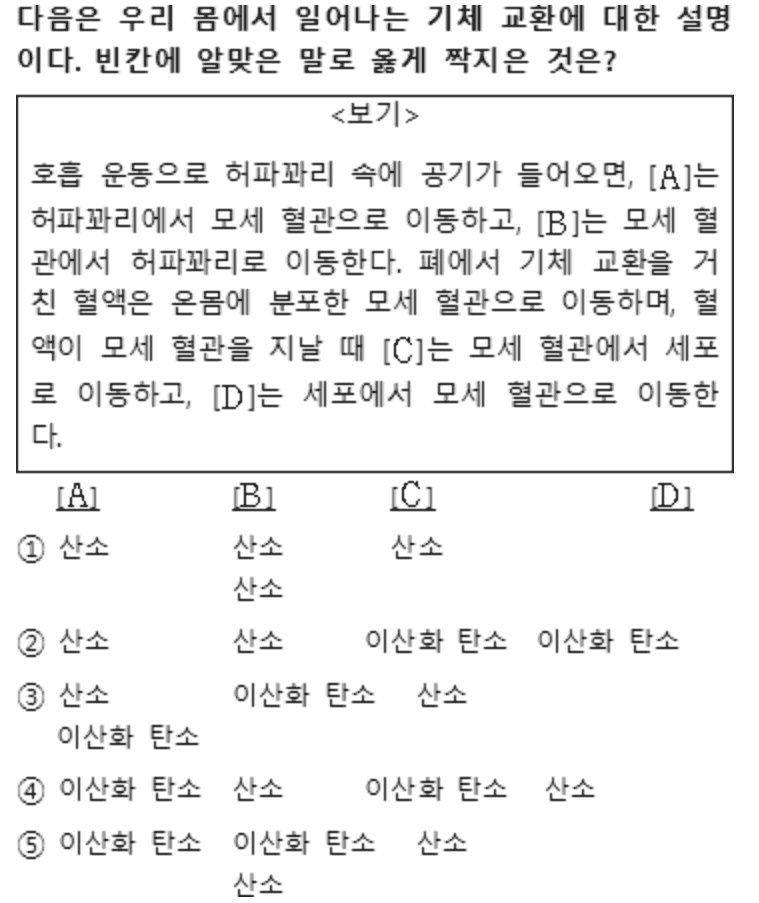 다음은 우리 몸에서 일어나는 기체 교환에 대한 설명
이다. 빈칸에 알맞은 말로 옳게 짝지은 것은?
<보기>
호흡 운동으로 허파꽈리 속에 공기가 들어오면, [A]는
허파꽈리에서 모세 혈관으로 이동하고, [B]는 모세 혈
관에서 허파꽈리로 이동한다. 폐에서 기체 교환을 거
친 혈액은 온몸에 분포한 모세 혈관으로 이동하며, 혈
액이 모세 혈관을 지날 때 [C]는 모세 혈관에서 세포
로 이동하고, [D]는 세포에서 모세 혈관으로 이동한
다.
[A] [B] [C] [D]
① 산소 산소 산소
산소
② 산소 산소 이산화 탄소 이산화 탄소
③ 산소 이산화 탄소 산소
이산화 탄소
④ 이산화 탄소 산소 이산화 탄소 산소
⑤ 이산화 탄소 이산화 탄소 산소
산소